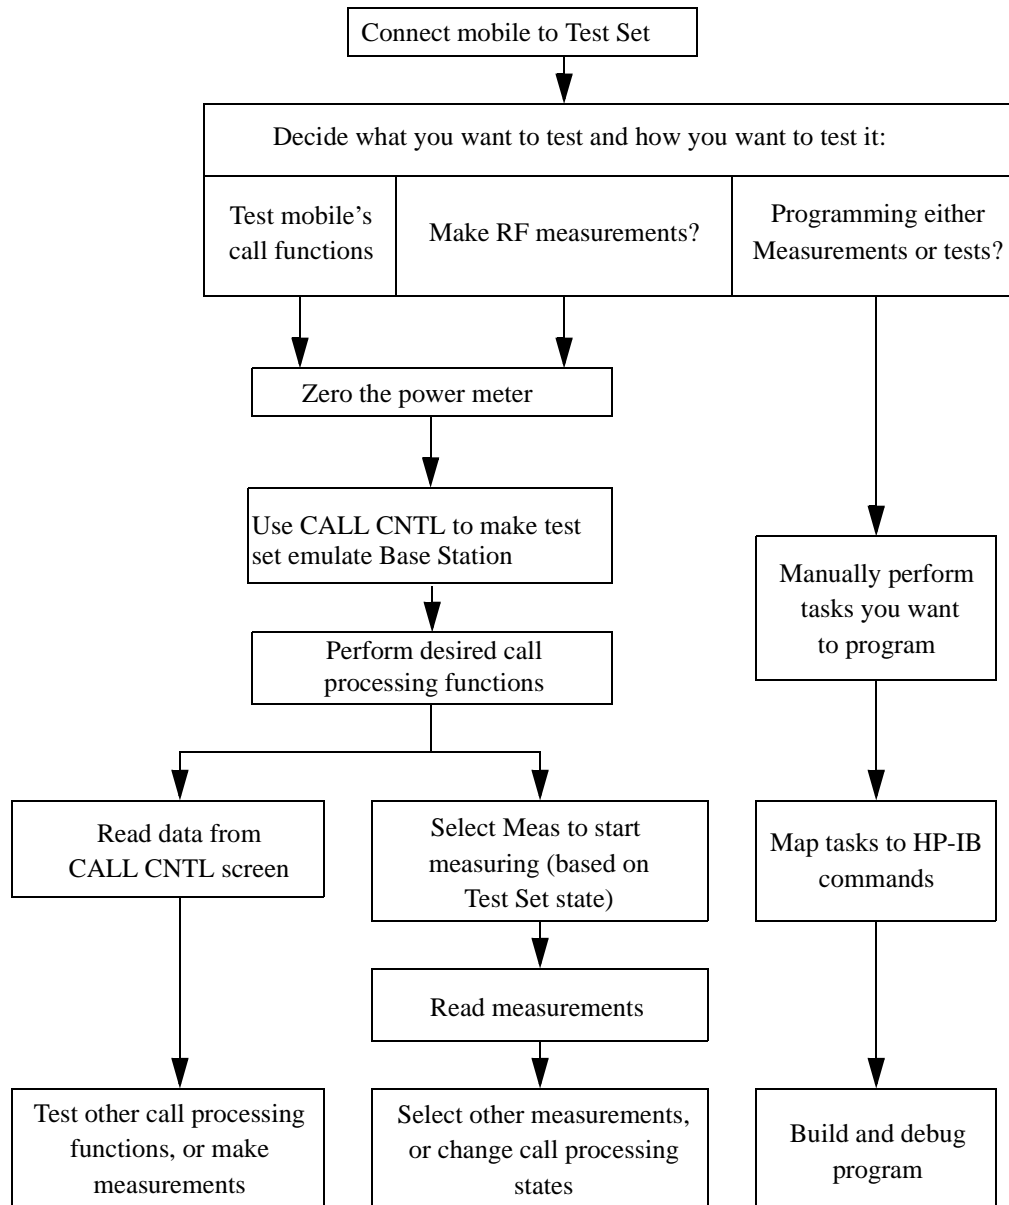 Connect mobile to Test Set
Decide what you want to test and how you want to test it:
Test mobile’s
call functions
Make RF measurements?
Programming either
Measurements or tests?
Zero the power meter
Use CALL CNTL to make test
set emulate Base Station
Manually perform
tasks you want
to program
Perform desired call
processing functions
Read data from
CALL CNTL screen
Select Meas to start
measuring (based on
Test Set state)
Map tasks to HP-IB
commands
Read measurements
Test other call processing
functions, or make
measurements
Select other measurements,
or change call processing
states
Build and debug
program